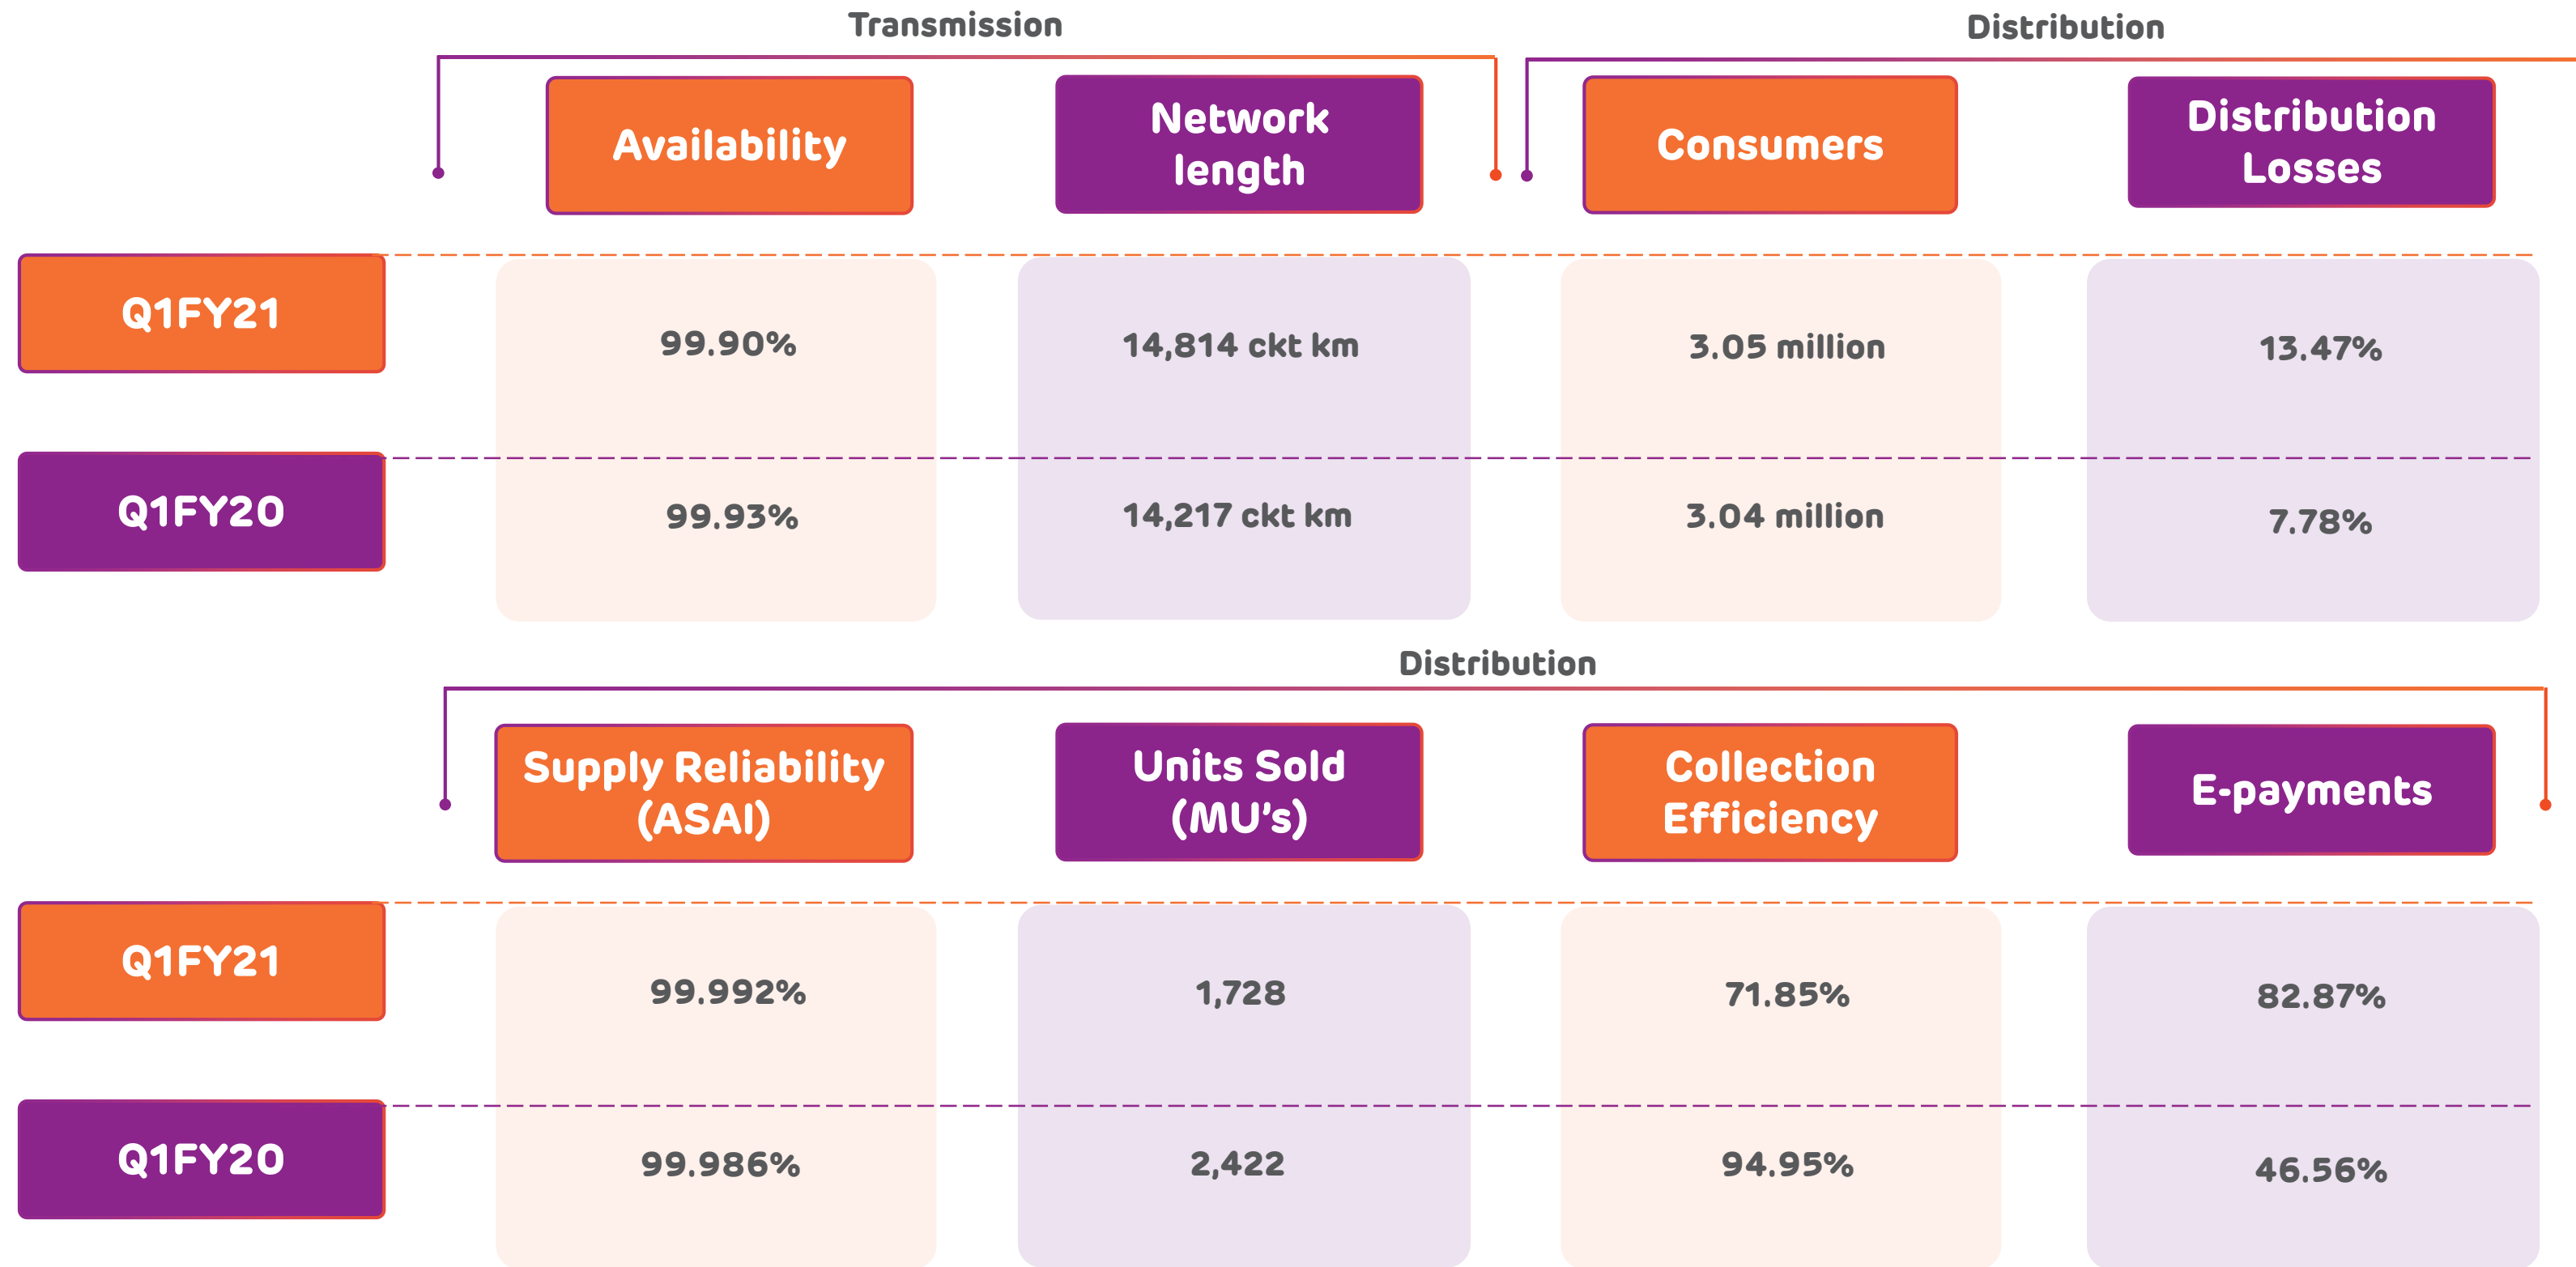 Transmission
Distribution
Availability
Network
length
Consumers
Distribution
Losses
Q1FY21
99.90%
14,814 ckt km
3.05 million
13.47%
Q1FY20
99.93%
14,217 ckt km
3.04 million
7.78%
Distribution
Supply Reliability
(ASAI)
Units Sold
(MU's)
Collection
Efficiency
E-payments
Q1FY21
99.992%
1,728
71.85%
82.87%
Q1FY20
99.986%
2,422
94.95%
46.56%